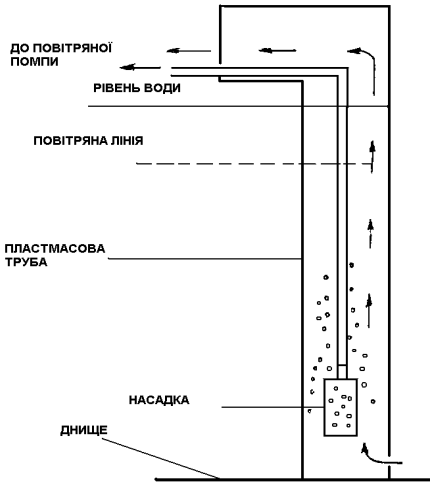 ДО ПОВІТРЯНОЇ
ПОМПИ
РІВЕНЬ ВОДИ
ПОВІТРЯНА ЛІНІЯ
ПЛАСТМАСОВА
ТРУБА
НАСАДКА
ДНИЩЕ